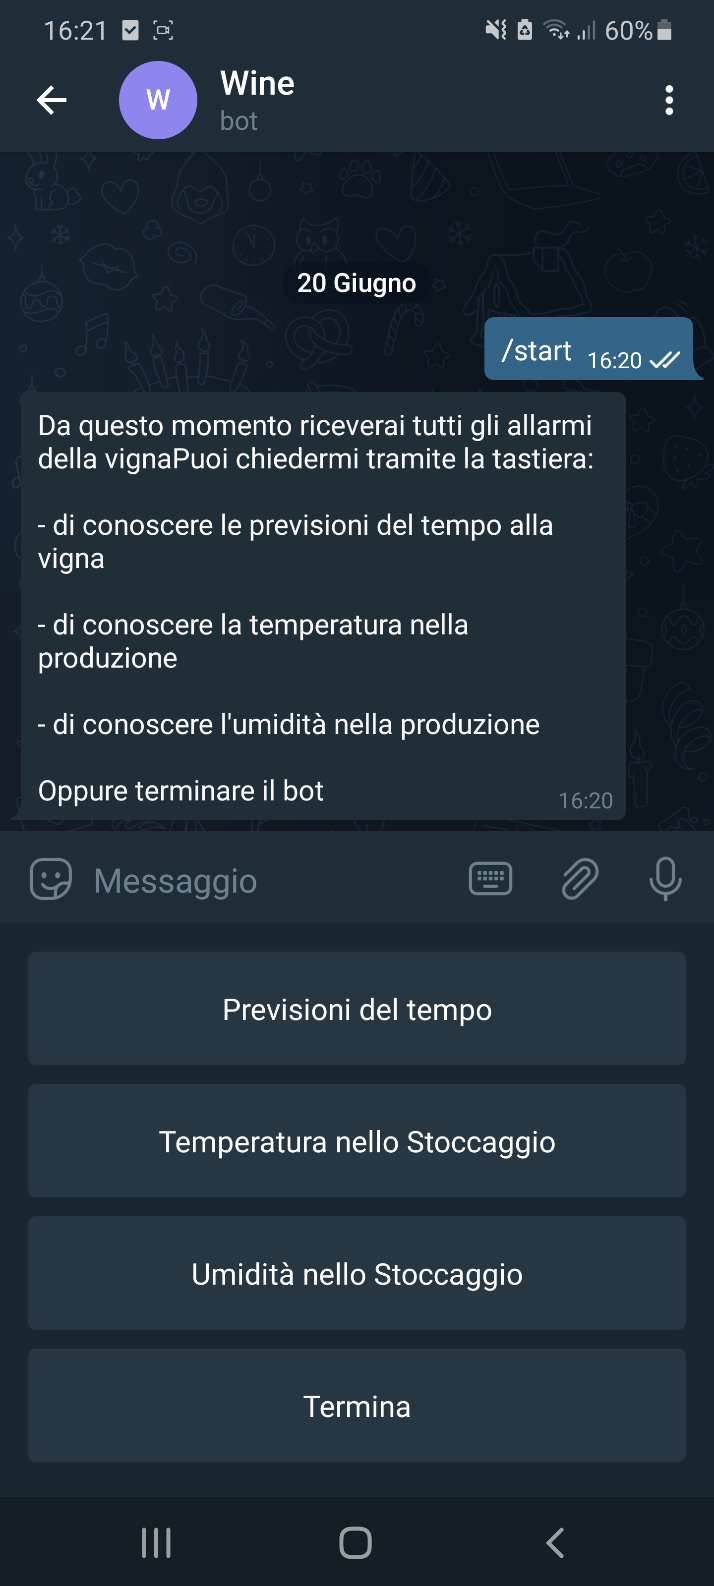 16:21
60%
W
Wine
bot
20 Giugno
/start 16:20
Da questo momento riceverai tutti gli allarmi
della vignaPuoi chiedermi tramite la tastiera:
- di conoscere le previsioni del tempo alla
vigna
- di conoscere la temperatura nella
produzione
- di conoscere l'umidità nella produzione
Oppure terminare il bot
16:20
Messaggio
Previsioni del tempo
Temperatura nello Stoccaggio
Umidità nello Stoccaggio
Termina